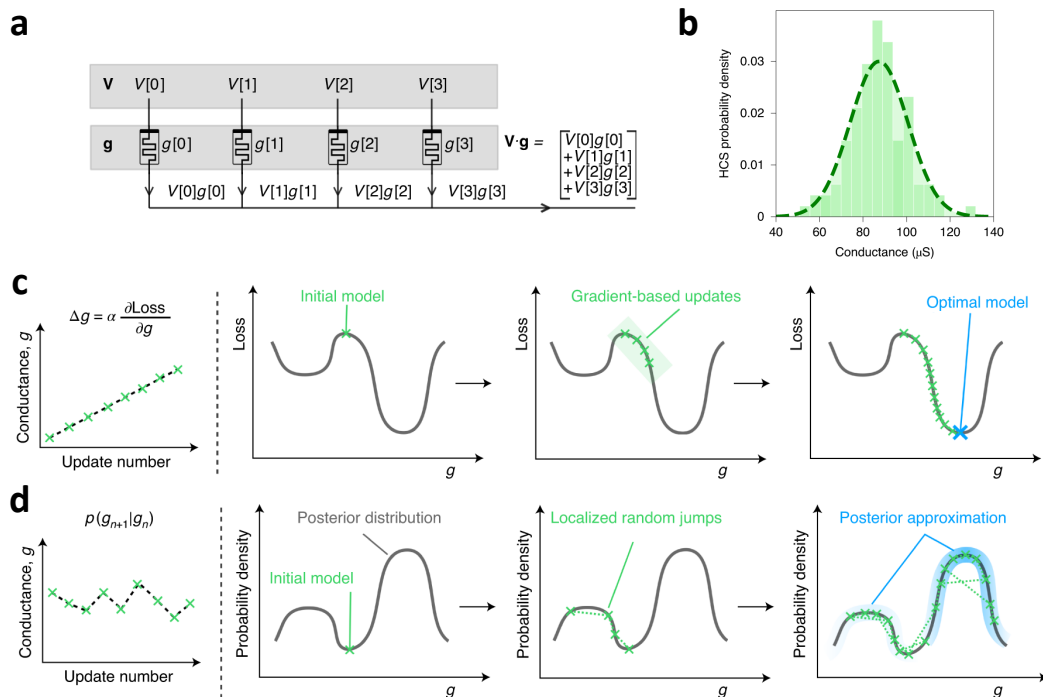 a
V V[0] V[1] V[2] V[3]
g g[0] g[1] g[2] g[3]
V·g = [V[0]g[0]
+V[1]g[1]
+V[2]g[2]
+V[3]g[3]]
V[0]g[0] V[1]g[1] V[2]g[2] V[3]g[3]
b
HCS probability density
0.03
0.02
0.01
0
40 60 80 100 120 140
Conductance (µS)
c
Δg = α ∂Loss/∂g
Conductance, g
Update number
Loss
Initial model
g
Loss
Gradient-based updates
g
Loss
Optimal model
g
d
p(gₙ₊₁|gₙ)
Conductance, g
Update number
Probability density
Posterior distribution
Initial model
g
Probability density
Localized random jumps
g
Probability density
Posterior approximation
g